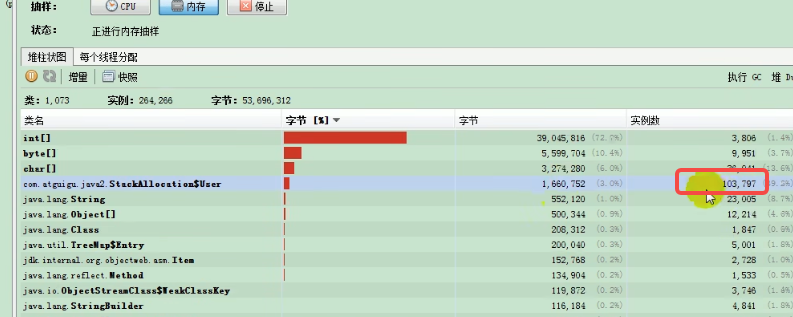 抽样: CPU 内存 停止
状态: 正进行内存抽样
堆柱状图 每个线程分配
增量 快照 执行 GC 堆
类: 1,073 实例: 264,266 字节: 53,696,312
类名 字节 [%] 字节 实例数
int[] 39,045,816 (72.7%) 3,806 (1.4%)
byte[] 5,599,704 (10.4%) 9,951 (3.7%)
char[] 3,274,280 (6.0%) (13.6%)
com.atguigu.java2.StackAllocation$User 1,660,752 (3.0%) 103,797
java.lang.String 552,120 (1.0%) 23,005 (8.7%)
java.lang.Object[] 500,344 (0.9%) 12,214 (4.6%)
java.lang.Class 208,312 (0.3%) 1,847 (0.6%)
java.util.TreeMap$Entry 200,040 (0.3%) 5,001 (1.8%)
jdk.internal.org.objectweb.asm.Item 152,768 (0.2%) 2,728 (1.0%)
java.lang.reflect.Method 134,904 (0.2%) 1,533 (0.5%)
java.io.ObjectStreamClass$WeakClassKey 119,872 (0.2%) 3,746 (1.4%)
java.lang.StringBuilder 116,184 (0.2%) 4,841 (1.8%)